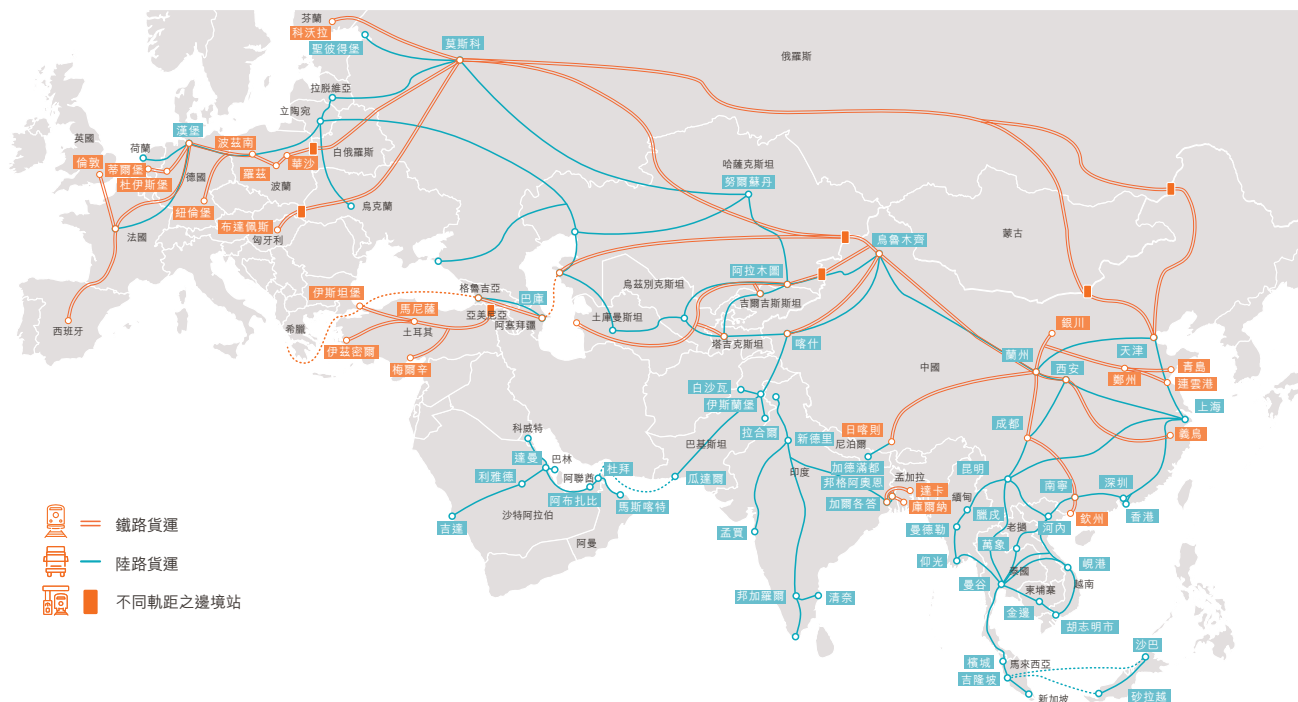 芬蘭
科沃拉
聖彼得堡
莫斯科
俄羅斯
拉脫維亞
立陶宛
英國
漢堡
波茲南
荷蘭
白俄羅斯
倫敦
蒂爾堡
羅茲
華沙
杜伊斯堡
德國
波蘭
哈薩克斯坦
努爾蘇丹
紐倫堡
烏克蘭
布達佩斯
法國
匈牙利
蒙古
烏魯木齊
阿拉木圖
格魯吉亞
烏茲別克斯坦
伊斯坦堡
巴庫
吉爾吉斯斯坦
馬尼薩
亞美尼亞
土庫曼斯坦
阿塞拜疆
西班牙
希臘
土耳其
銀川
塔吉克斯坦
喀什
天津
伊茲密爾
蘭州
西安
青島
梅爾辛
中國
鄭州
連雲港
白沙瓦
伊斯蘭堡
上海
成都
科威特
拉合爾
日喀則
義烏
新德里
尼泊爾
巴基斯坦
達曼
巴林
杜拜
昆明
利雅德
阿聯酋
瓜達爾
印度
加德滿都
孟加拉
南寧
深圳
邦格阿奧恩
達卡
緬甸
阿布扎比
馬斯喀特
加爾各答
庫爾納
臘戌
香港
沙特阿拉伯
吉達
欽州
鐵路貨運
曼德勒
老撾
河內
孟買
阿曼
萬象
陸路貨運
仰光
峴港
泰國
曼谷
越南
柬埔寨
不同軌距之邊境站
邦加羅爾
清奈
金邊
胡志明市
沙巴
檳城
馬來西亞
吉隆坡
新加坡
砂拉越